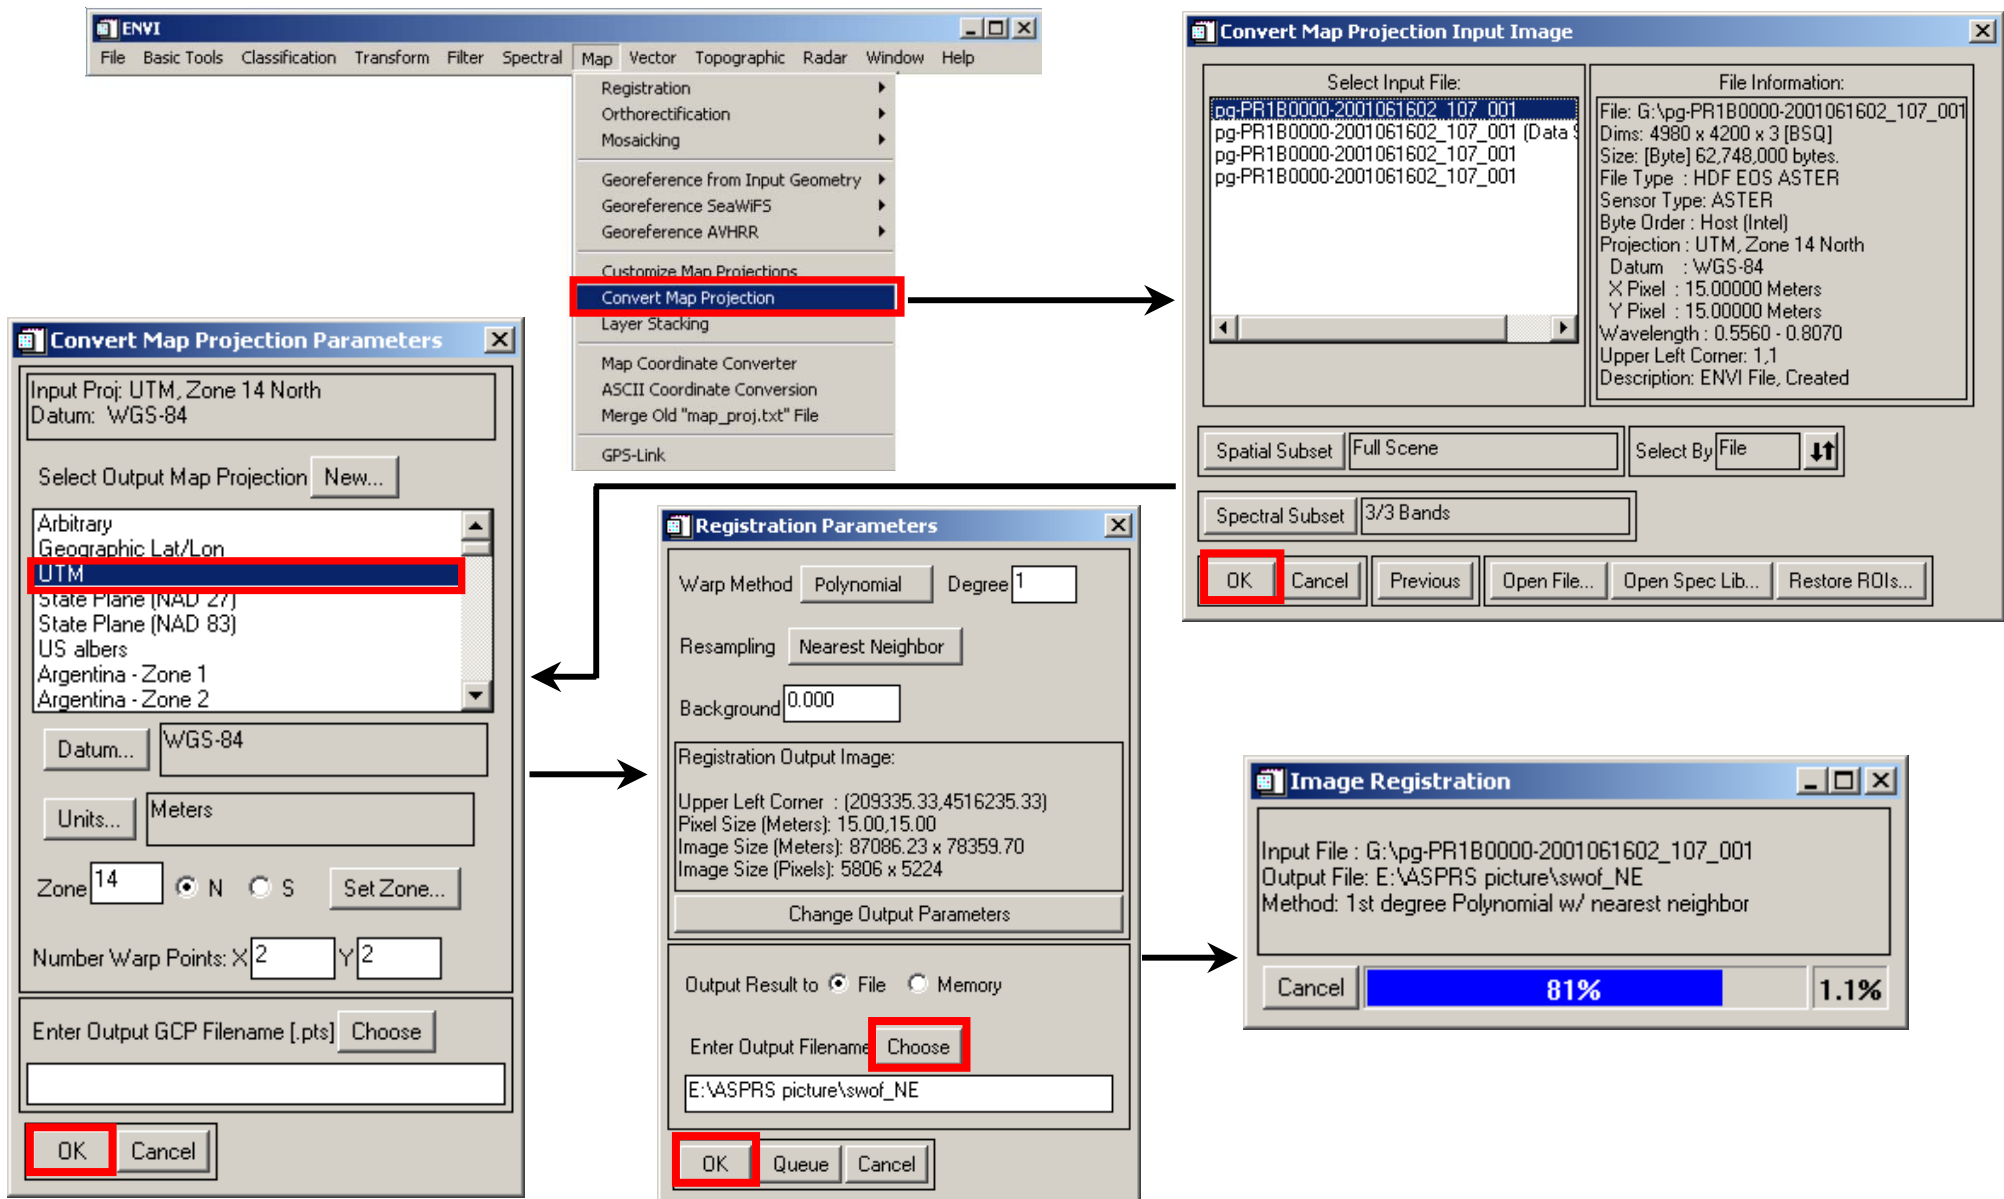 ENVI
File Basic Tools Classification Transform Filter Spectral Map Vector Topographic Radar Window Help
Registration
Orthorectification
Mosaicking
Georeference from Input Geometry
Georeference SeaWiFS
Georeference AVHRR
Customize Map Projections
Convert Map Projection
Layer Stacking
Map Coordinate Converter
ASCII Coordinate Conversion
Merge Old "map_proj.txt" File
GPS-Link
Convert Map Projection Input Image
Select Input File:
pg-PR1B0000-2001061602_107_001
pg-PR1B0000-2001061602_107_001 (Data
pg-PR1B0000-2001061602_107_001
pg-PR1B0000-2001061602_107_001
File Information:
File: G:\pg-PR1B0000-2001061602_107_001
Dims: 4980 x 4200 x 3 [BSQ]
Size: [Byte] 62,748,000 bytes.
File Type : HDF EOS ASTER
Sensor Type: ASTER
Byte Order : Host (Intel)
Projection : UTM, Zone 14 North
Datum : WGS-84
X Pixel : 15.00000 Meters
Y Pixel : 15.00000 Meters
Wavelength : 0.5560 - 0.8070
Upper Left Corner: 1,1
Description: ENVI File, Created
Spatial Subset Full Scene
Select By File
Spectral Subset 3/3 Bands
OK Cancel Previous Open File... Open Spec Lib... Restore ROIs...
Convert Map Projection Parameters
Input Proj: UTM, Zone 14 North
Datum: WGS-84
Select Output Map Projection New...
Arbitrary
Geographic Lat/Lon
UTM
State Plane (NAD 27)
State Plane (NAD 83)
US albers
Argentina - Zone 1
Argentina - Zone 2
Datum... WGS-84
Units... Meters
Zone 14 N S Set Zone...
Number Warp Points: X 2 Y 2
Enter Output GCP Filename [.pts] Choose
OK Cancel
Registration Parameters
Warp Method Polynomial Degree 1
Resampling Nearest Neighbor
Background 0.000
Registration Output Image:
Upper Left Corner : (209335.33,4516235.33)
Pixel Size (Meters): 15.00,15.00
Image Size (Meters): 87086.23 x 78359.70
Image Size (Pixels): 5806 x 5224
Change Output Parameters
Output Result to File Memory
Enter Output Filename Choose
E:\ASPRS picture\swof_NE
OK Queue Cancel
Image Registration
Input File : G:\pg-PR1B0000-2001061602_107_001
Output File: E:\ASPRS picture\swof_NE
Method: 1st degree Polynomial w/ nearest neighbor
Cancel 81% 1.1%